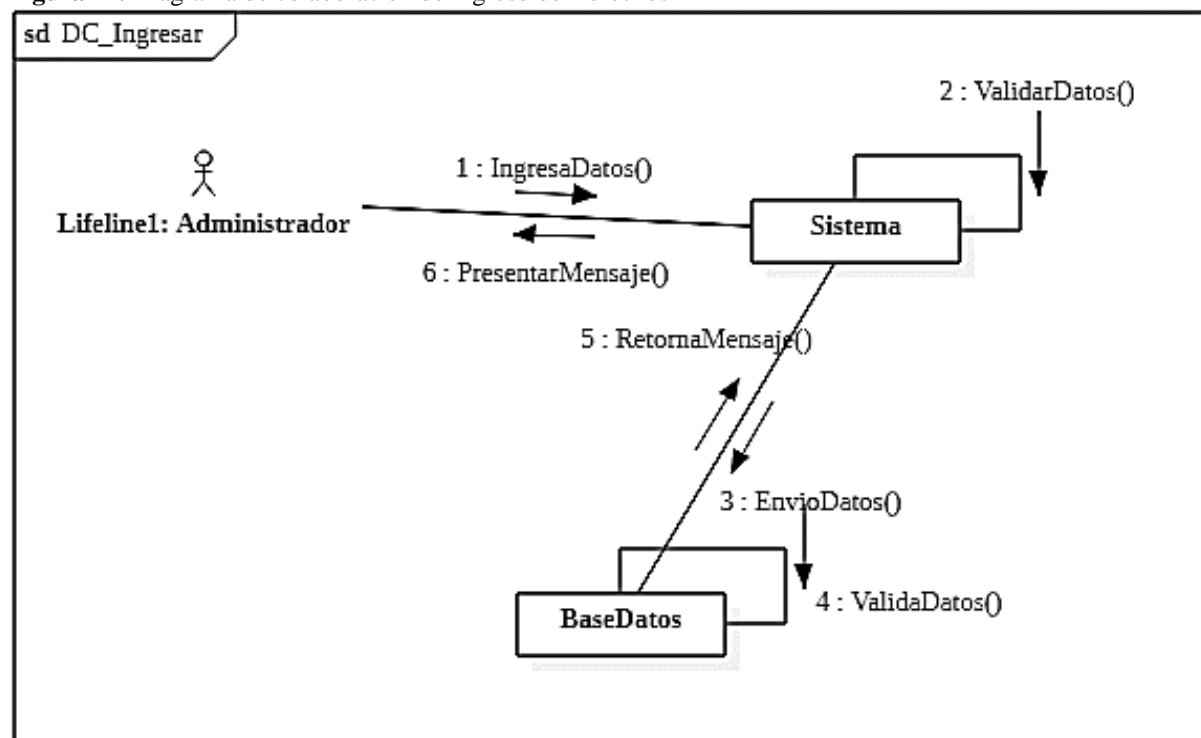 sd DC_Ingresar
2 : ValidarDatos()
1 : IngresaDatos()
Lifeline1: Administrador
Sistema
6 : PresentarMensaje()
5 : RetornaMensaje()
3 : EnvioDatos()
4 : ValidaDatos()
BaseDatos